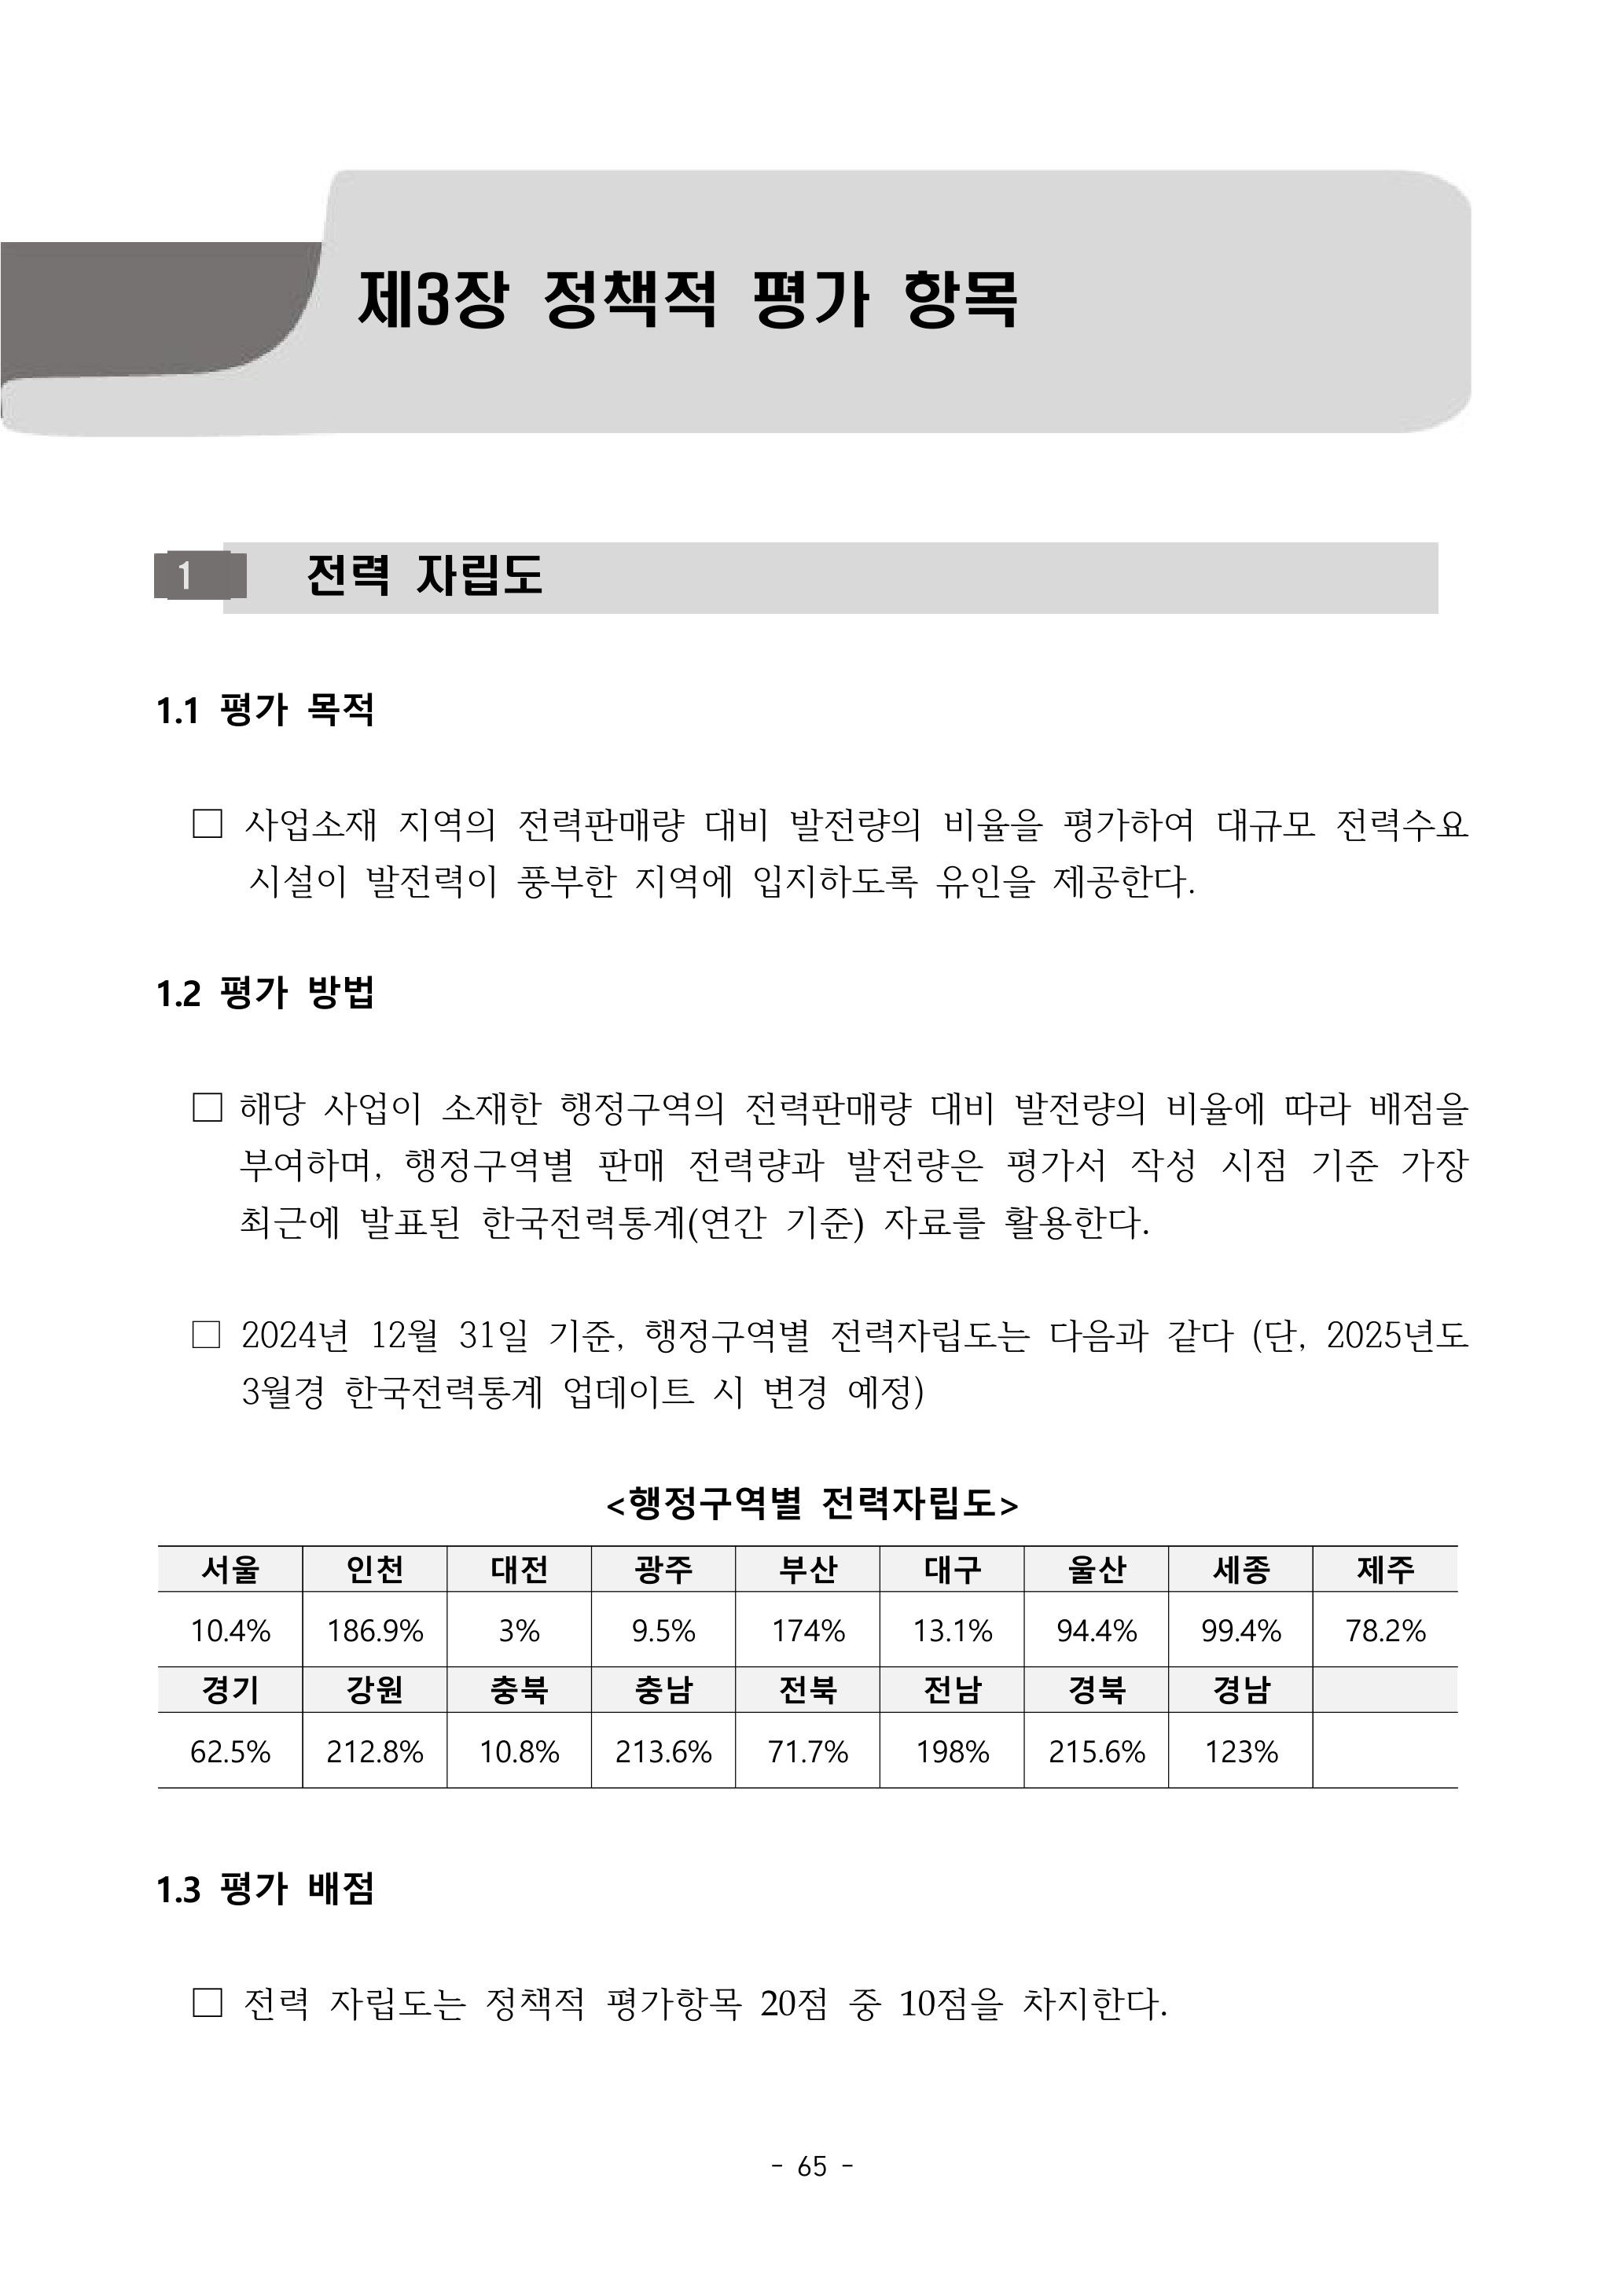 제3장 정책적 평가 항목
1 전력 자립도
1.1 평가 목적
□ 사업소재 지역의 전력판매량 대비 발전량의 비율을 평가하여 대규모 전력수요
시설이 발전력이 풍부한 지역에 입지하도록 유인을 제공한다.
1.2 평가 방법
□ 해당 사업이 소재한 행정구역의 전력판매량 대비 발전량의 비율에 따라 배점을
부여하며, 행정구역별 판매 전력량과 발전량은 평가서 작성 시점 기준 가장
최근에 발표된 한국전력통계(연간 기준) 자료를 활용한다.
□ 2024년 12월 31일 기준, 행정구역별 전력자립도는 다음과 같다 (단, 2025년도
3월경 한국전력통계 업데이트 시 변경 예정)
<행정구역별 전력자립도>
서울 인천 대전 광주 부산 대구 울산 세종 제주
10.4% 186.9% 3% 9.5% 174% 13.1% 94.4% 99.4% 78.2%
경기 강원 충북 충남 전북 전남 경북 경남
62.5% 212.8% 10.8% 213.6% 71.7% 198% 215.6% 123%
1.3 평가 배점
□ 전력 자립도는 정책적 평가항목 20점 중 10점을 차지한다.
- 65 -